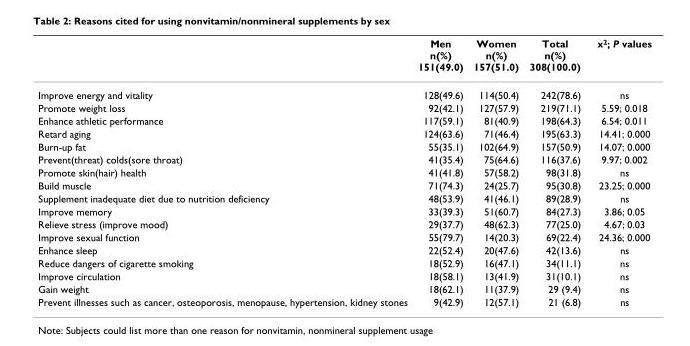 Table 2: Reasons cited for using nonvitamin/nonmineral supplements by sex
Men Women Total x²; P values
n(%) n(%) n(%)
151(49.0) 157(51.0) 308(100.0)
Improve energy and vitality 128(49.6) 114(50.4) 242(78.6) ns
Promote weight loss 92(42.1) 127(57.9) 219(71.1) 5.59; 0.018
Enhance athletic performance 117(59.1) 81(40.9) 198(64.3) 6.54; 0.011
Retard aging 124(63.6) 71(46.4) 195(63.3) 14.41; 0.000
Burn-up fat 55(35.1) 102(64.9) 157(50.9) 14.07; 0.000
Prevent(threat) colds(sore throat) 41(35.4) 75(64.6) 116(37.6) 9.97; 0.002
Promote skin(hair) health 41(41.8) 57(58.2) 98(31.8) ns
Build muscle 71(74.3) 24(25.7) 95(30.8) 23.25; 0.000
Supplement inadequate diet due to nutrition deficiency 48(53.9) 41(46.1) 89(28.9) ns
Improve memory 33(39.3) 51(60.7) 84(27.3) 3.86; 0.05
Relieve stress (improve mood) 29(37.7) 48(62.3) 77(25.0) 4.67; 0.03
Improve sexual function 55(79.7) 14(20.3) 69(22.4) 24.36; 0.000
Enhance sleep 22(52.4) 20(47.6) 42(13.6) ns
Reduce dangers of cigarette smoking 18(52.9) 16(47.1) 34(11.1) ns
Improve circulation 18(58.1) 13(41.9) 31(10.1) ns
Gain weight 18(62.1) 11(37.9) 29 (9.4) ns
Prevent illnesses such as cancer, osteoporosis, menopause, hypertension, kidney stones 9(42.9) 12(57.1) 21 (6.8) ns
Note: Subjects could list more than one reason for nonvitamin, nonmineral supplement usage